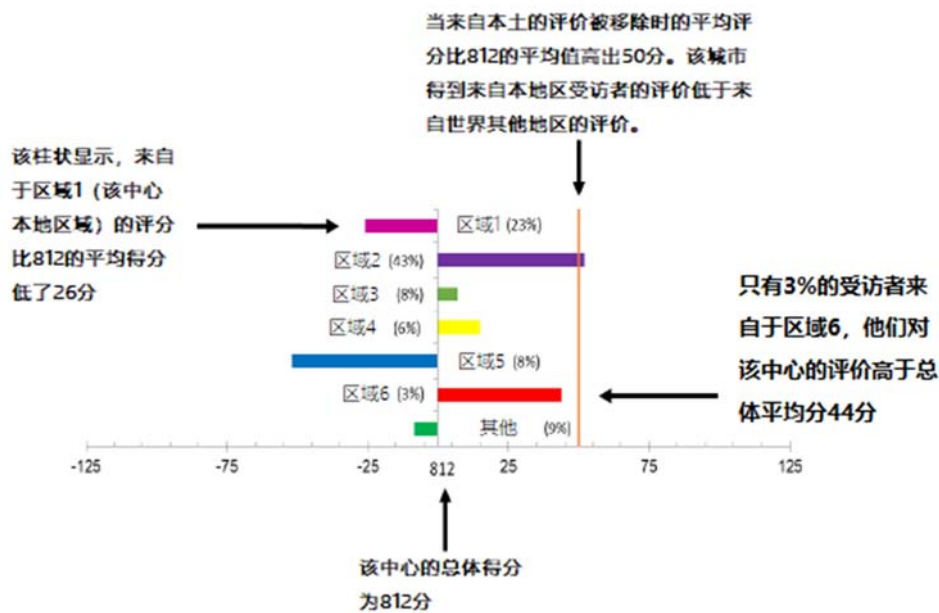 当来自本土的评价被移除时的平均评
分比812的平均值高出50分。该城市
得到来自本地区受访者的评价低于来
自世界其他地区的评价。
该柱状显示，来自
于区域1（该中心
本地区域）的评分
比812的平均得分
低了26分
区域1 (23%)
区域2 (43%)
区域3 (8%)
区域4 (6%)
区域5 (8%)
区域6 (3%)
其他 (9%)
只有3%的受访者来
自于区域6，他们对
该中心的评价高于总
体平均分44分
-125 -75 -25 812 25 75 125
该中心的总体得分
为812分